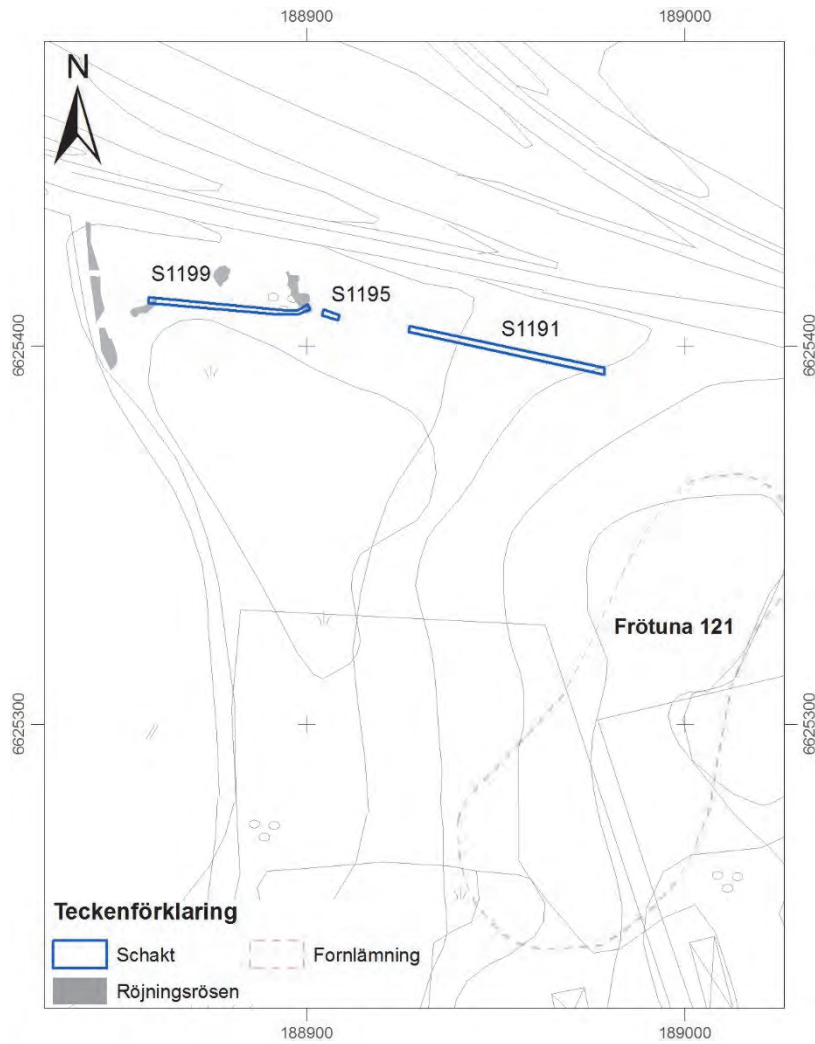 188900 189000
N
S1199
S1195
S1191
6625400 6625400
Frötuna 121
6625300 6625300
Teckenförklaring
Schakt Fornlämning
Röjningsrösen
188900 189000